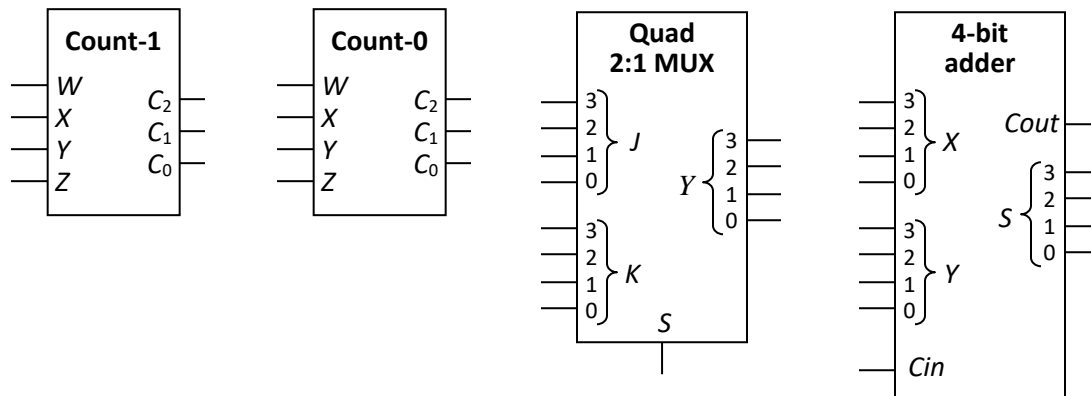 Count-1
W
X
Y
Z
C₂
C₁
C₀
Count-0
W
X
Y
Z
C₂
C₁
C₀
Quad
2:1 MUX
3
2
1
0
J
3
2
1
0
K
Y
3
2
1
0
S
4-bit
adder
3
2
1
0
X
3
2
1
0
Y
Cin
Cout
S
3
2
1
0